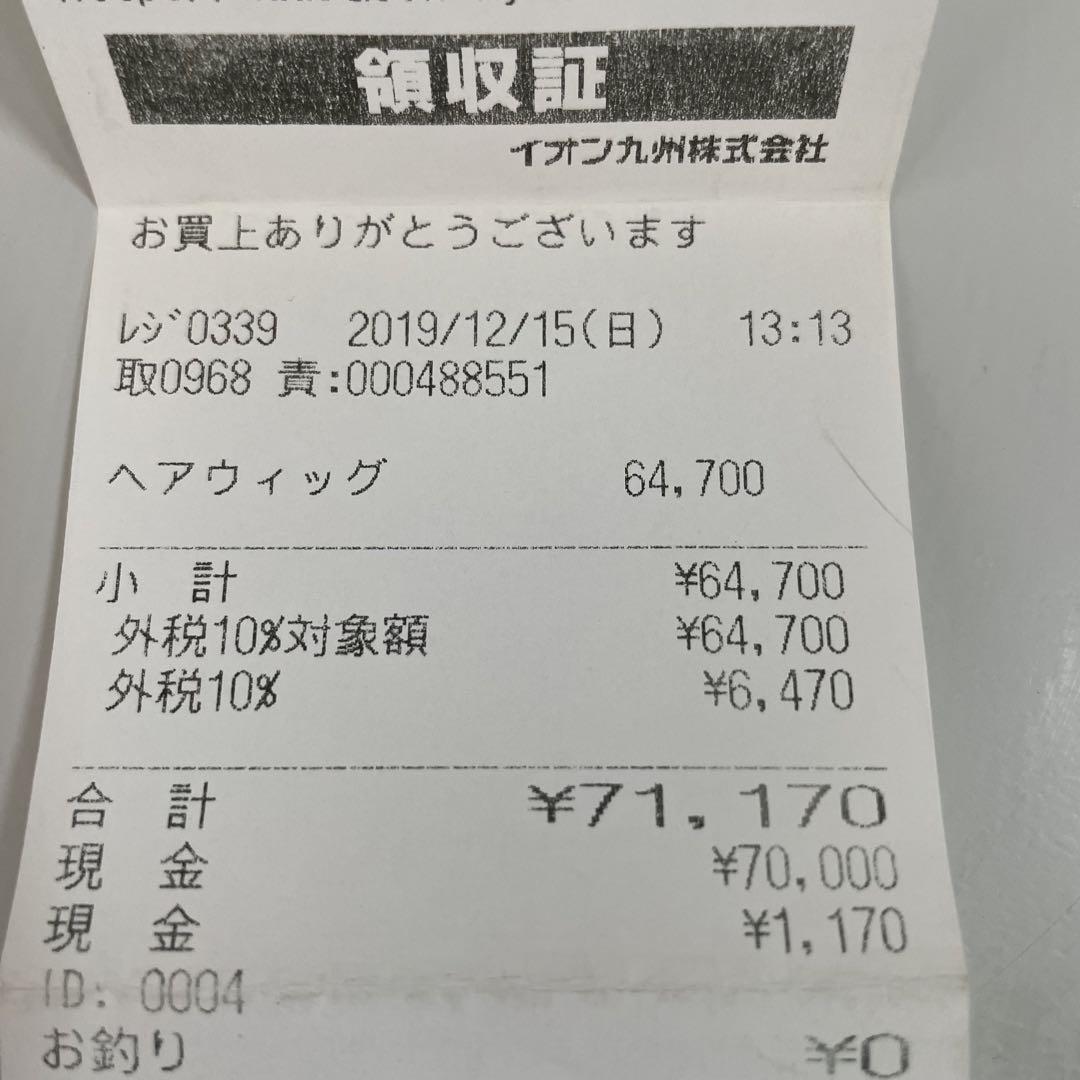 領収証
イオン九州株式会社
お買上ありがとうございます
レジ0339 2019/12/15(日) 13:13
取0968 責:000488551
ヘアウィッグ 64,700
小 計 ¥64,700
外税10%対象額 ¥64,700
外税10% ¥6,470
合 計 ¥71,170
現 金 ¥70,000
現 金 ¥1,170
ID: 0004
お釣り ¥0